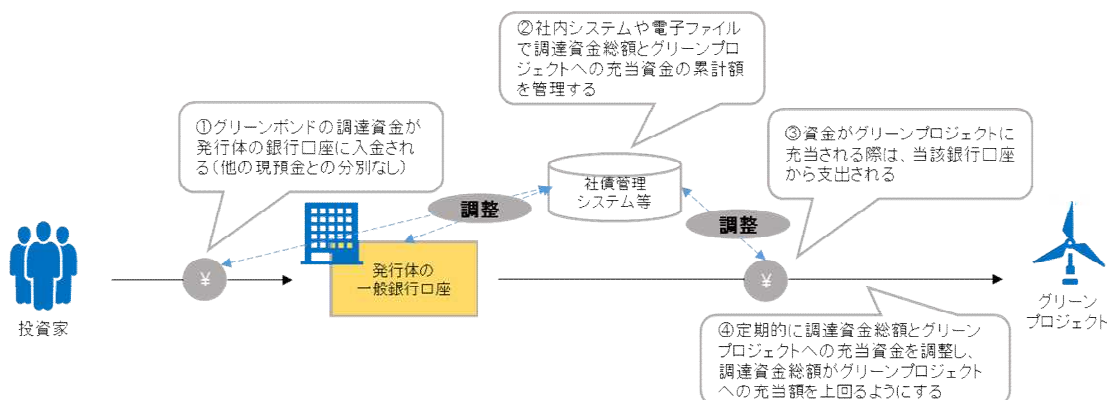 ②社内システムや電子ファイル
で調達資金総額とグリーンプロ
ジェクトへの充当資金の累計額
を管理する
①グリーンボンドの調達資金が
発行体の銀行口座に入金され
る(他の現預金との分別なし)
③資金がグリーンプロジェクトに
充当される際は、当該銀行口座
から支出される
社債管理
システム等
調整
調整
¥
発行体の
一般銀行口座
¥
投資家
グリーン
プロジェクト
④定期的に調達資金総額とグリーン
プロジェクトへの充当資金を調整し、
調達資金総額がグリーンプロジェクト
への充当額を上回るようにする